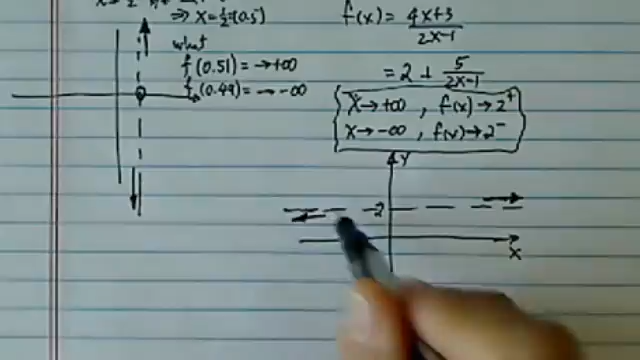 ⇒ x = ½ = (0.5)
what
f(0.51) = → +∞
f(0.49) = → -∞
f(x) = (4x+3)/(2x-1)
= 2 + 5/(2x-1)
x → +∞ , f(x) → 2⁺
x → -∞ , f(x) → 2⁻
y
2
x